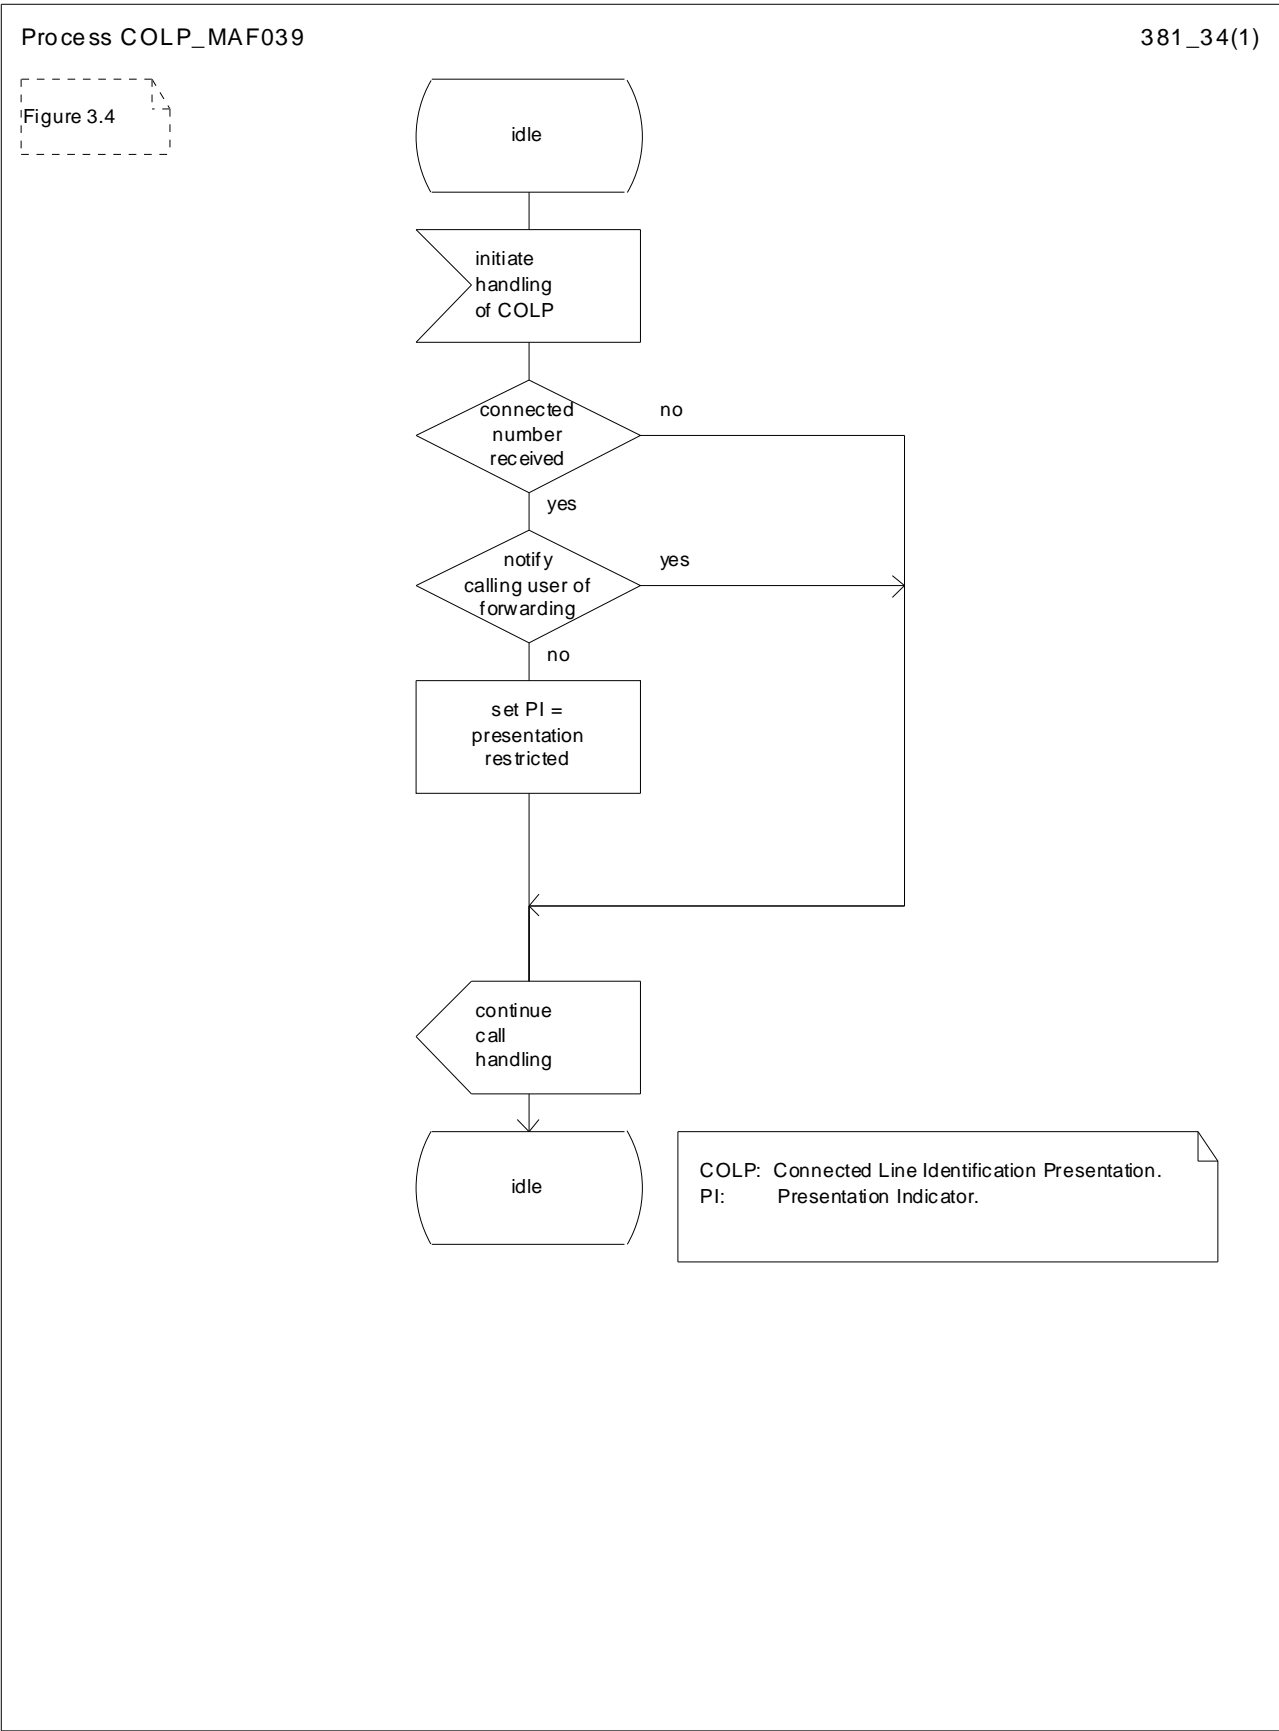 Process COLP_MAF039
381_34(1)
Figure 3.4
idle
initiate
handling
of COLP
connected
number
received
no
yes
notify
calling user of
forwarding
yes
no
set PI =
presentation
restricted
continue
call
handling
idle
COLP: Connected Line Identification Presentation.
PI: Presentation Indicator.